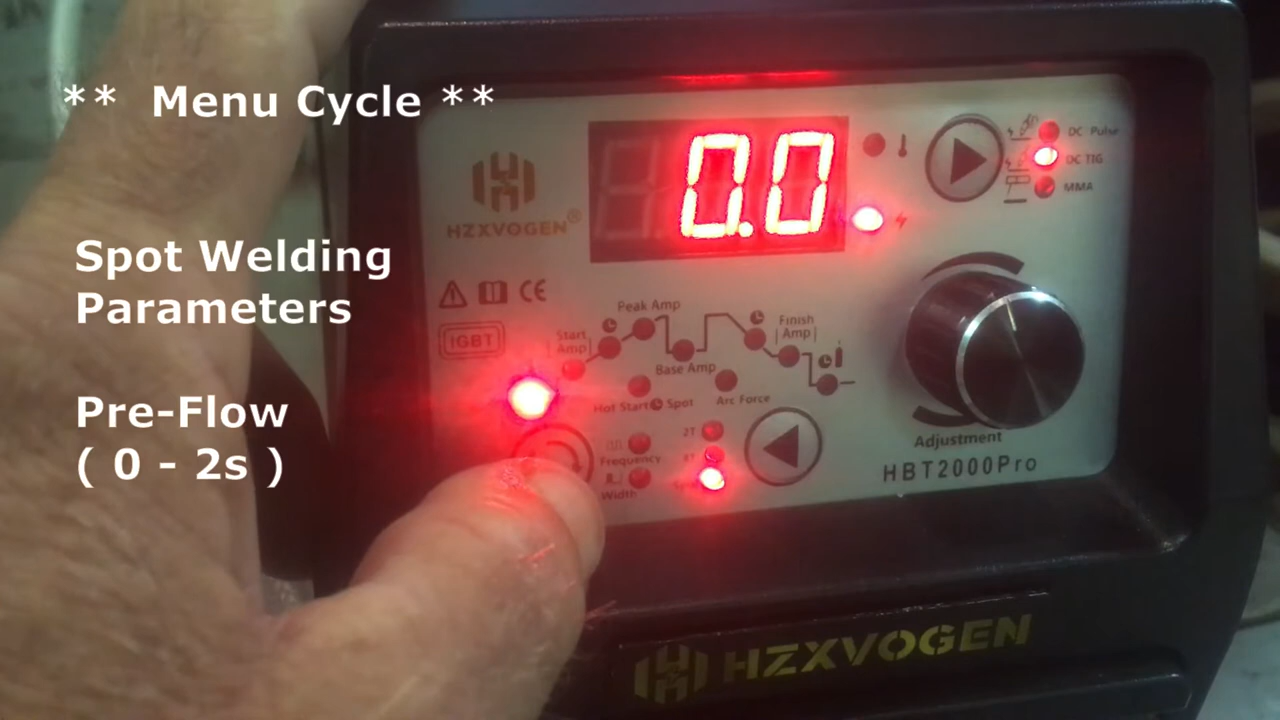 ** Menu Cycle **
Spot Welding
Parameters
Pre-Flow
( 0 - 2s )
0.0
DC Pulse
DC TIG
MMA
HZXVOGEN®
CE
IGBT
Start
Amp
Peak Amp
Base Amp
Finish
Amp
Hot Start
Spot
Arc Force
2T
Frequency
Width
Adjustment
HBT2000Pro
HZXVOGEN